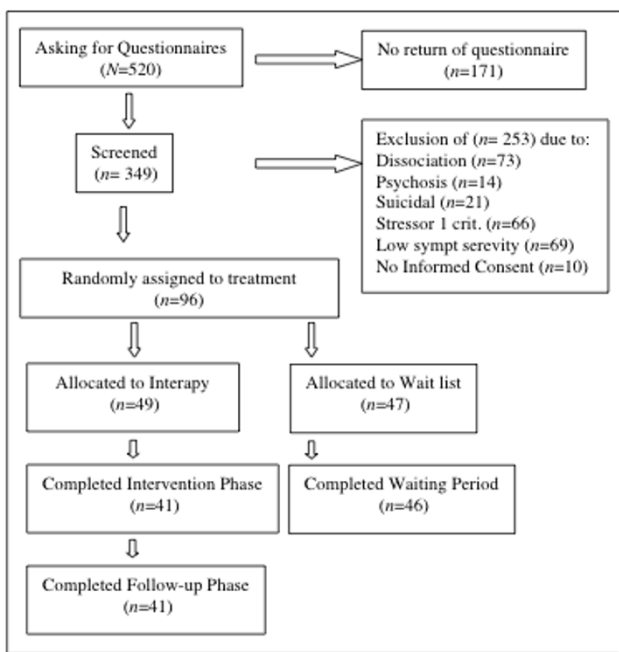 Asking for Questionnaires
(N=520)
No return of questionnaire
(n=171)
Screened
(n= 349)
Exclusion of (n= 253) due to:
Dissociation (n=73)
Psychosis (n=14)
Suicidal (n=21)
Stressor 1 crit. (n=66)
Low sympt serevity (n=69)
No Informed Consent (n=10)
Randomly assigned to treatment
(n=96)
Allocated to Interapy
(n=49)
Allocated to Wait list
(n=47)
Completed Intervention Phase
(n=41)
Completed Waiting Period
(n=46)
Completed Follow-up Phase
(n=41)